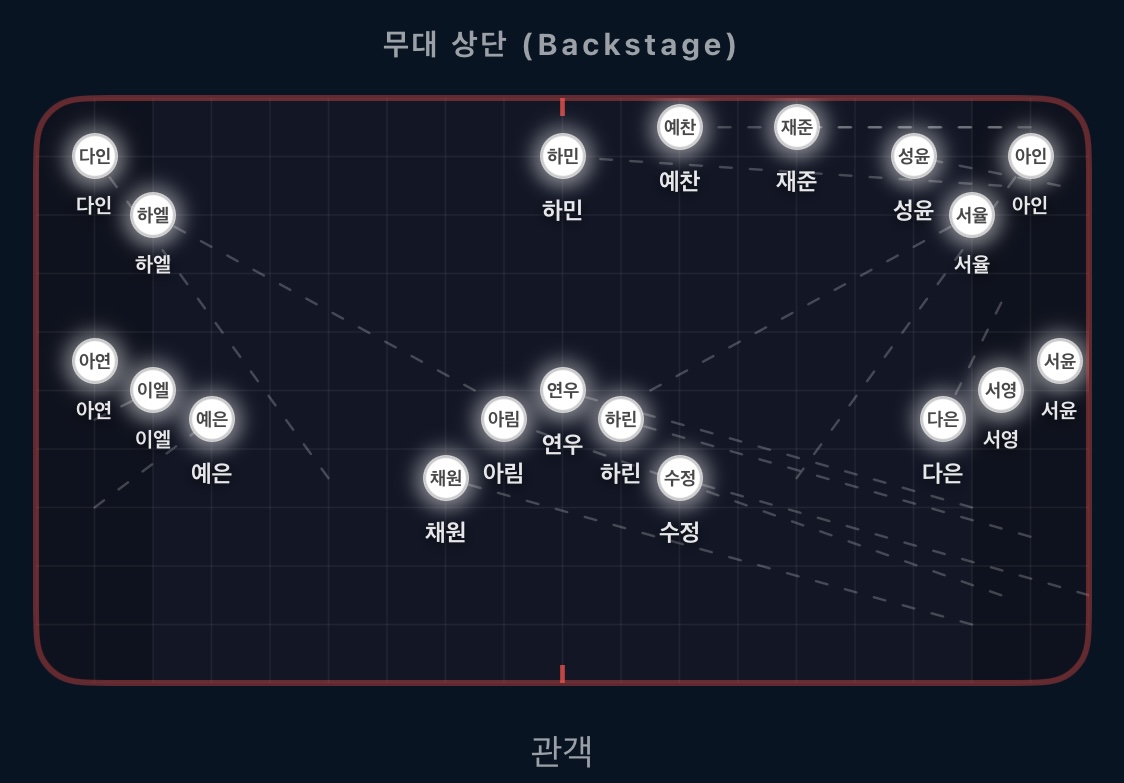 무대 상단 (Backstage)
예찬
재준
예찬
재준
다인
하민
성윤
아인
다인
하민
성윤
아인
하엘
서율
하엘
서율
아연
서윤
아연
서윤
이엘
연우
서영
이엘
연우
서영
예은
아림
하린
다은
예은
아림
하린
다은
채원
수정
채원
수정
관객